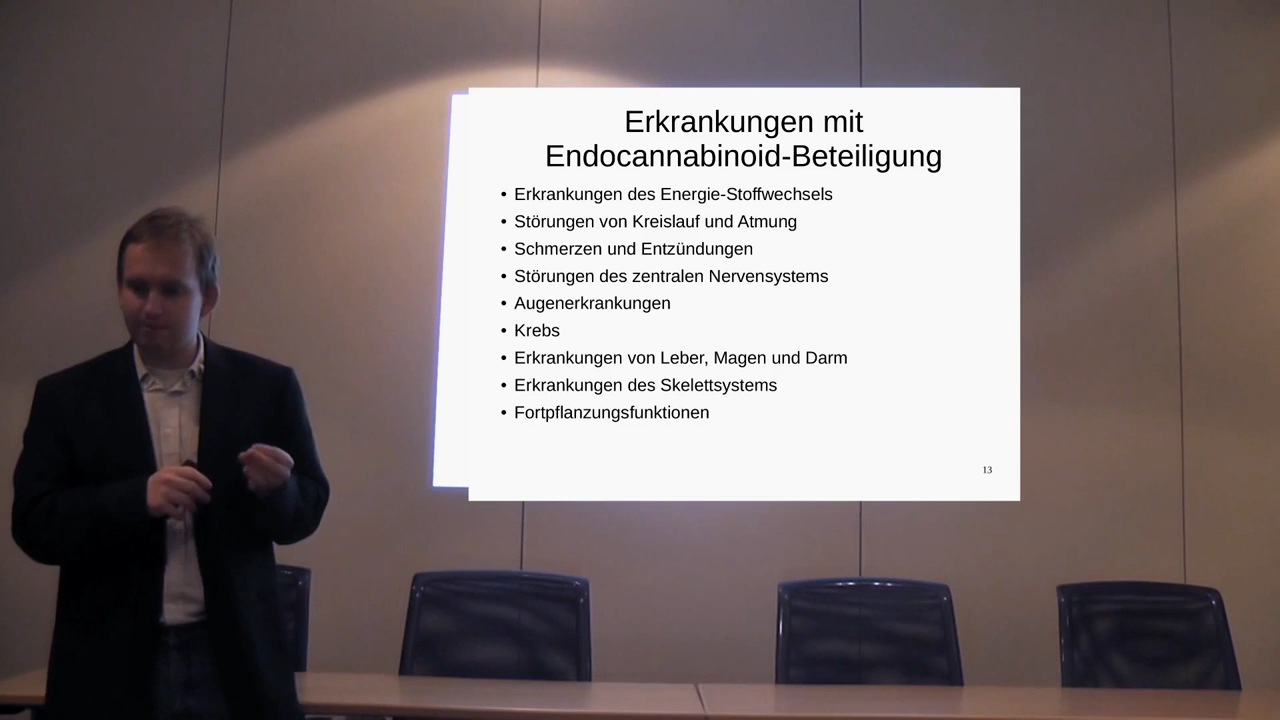 Erkrankungen mit
Endocannabinoid-Beteiligung
• Erkrankungen des Energie-Stoffwechsels
• Störungen von Kreislauf und Atmung
• Schmerzen und Entzündungen
• Störungen des zentralen Nervensystems
• Augenerkrankungen
• Krebs
• Erkrankungen von Leber, Magen und Darm
• Erkrankungen des Skelettsystems
• Fortpflanzungsfunktionen
13